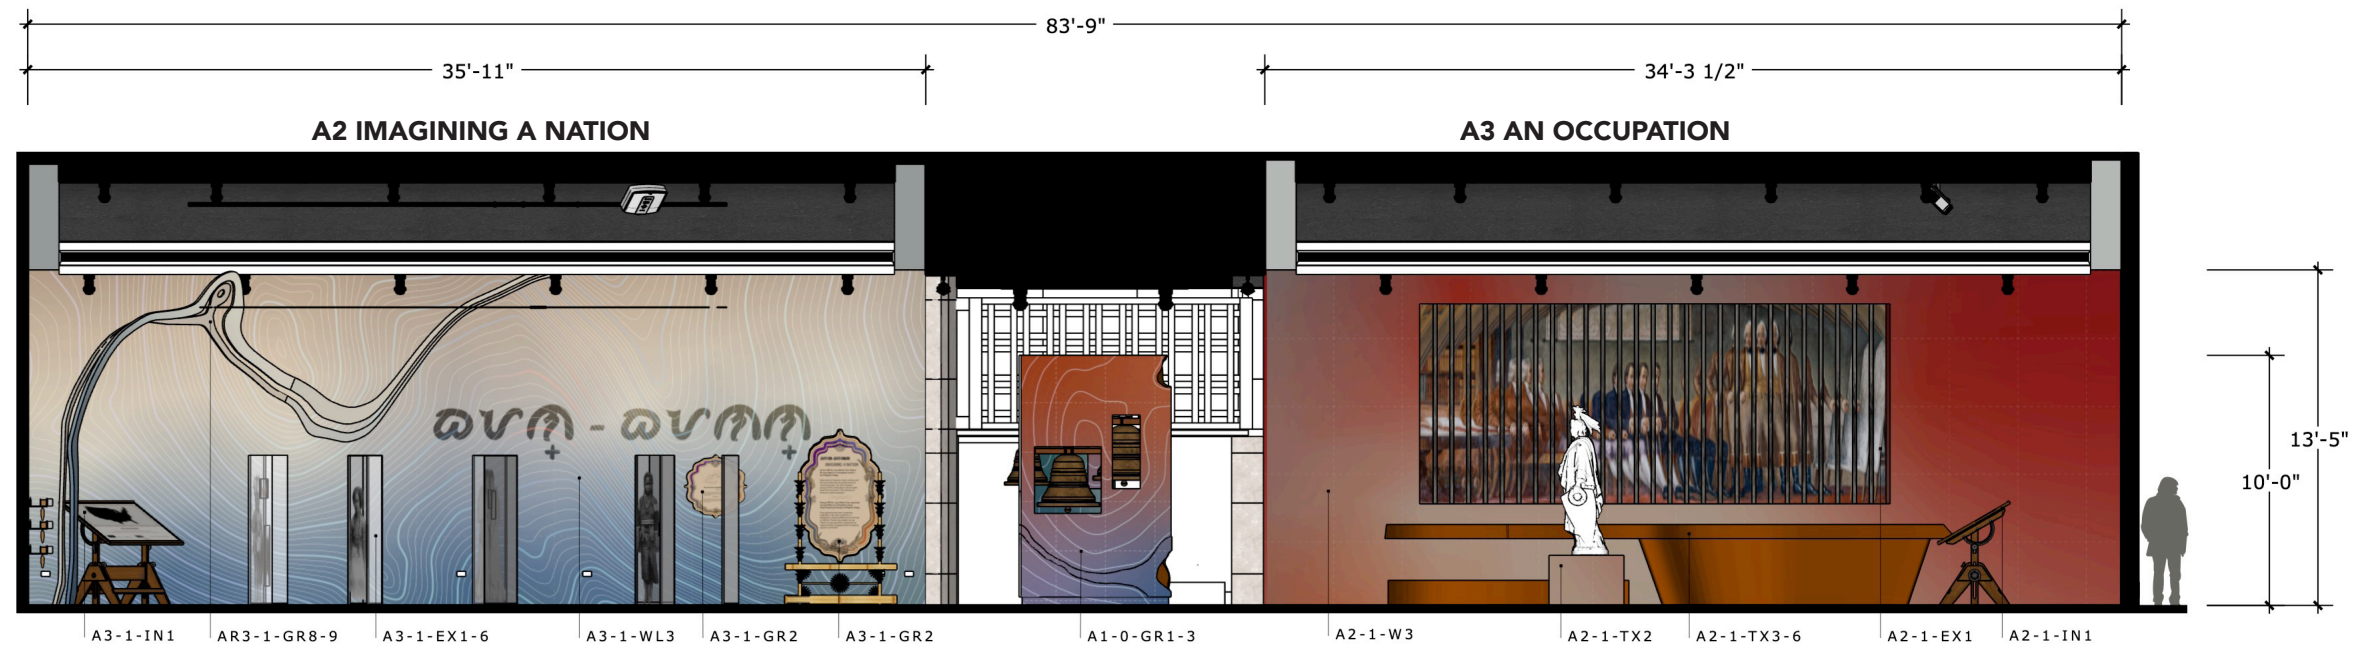 83'-9"
35'-11"
34'-3 1/2"
A2 IMAGINING A NATION
A3 AN OCCUPATION
13'-5"
10'-0"
A3-1-IN1
AR3-1-GR8-9
A3-1-EX1-6
A3-1-WL3
A3-1-GR2
A3-1-GR2
A1-0-GR1-3
A2-1-W3
A2-1-TX2
A2-1-TX3-6
A2-1-EX1
A2-1-IN1